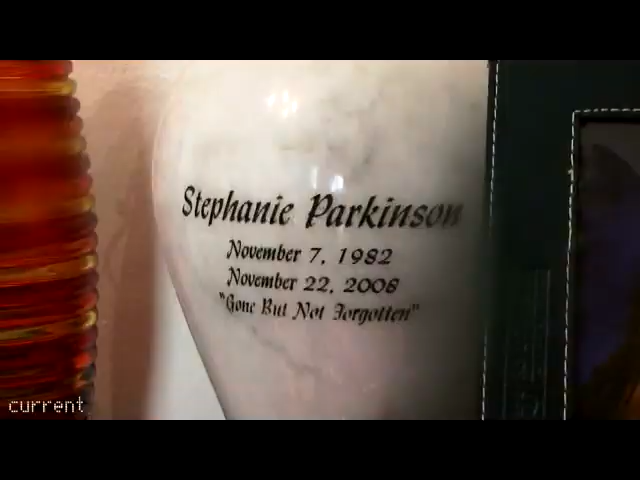 Stephanie Parkinson
November 7, 1982
November 22, 2008
"Gone But Not Forgotten"
current